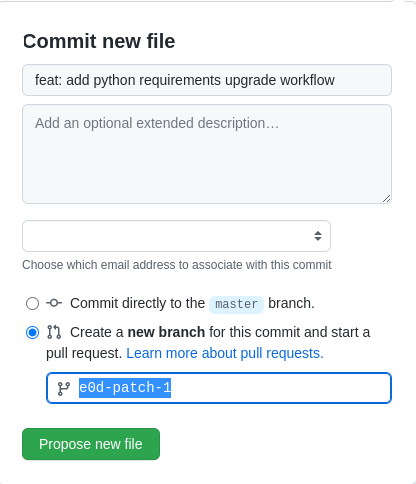 Commit new file
feat: add python requirements upgrade workflow
Add an optional extended description…
Choose which email address to associate with this commit
Commit directly to the master branch.
Create a new branch for this commit and start a
pull request. Learn more about pull requests.
e0d-patch-1
Propose new file